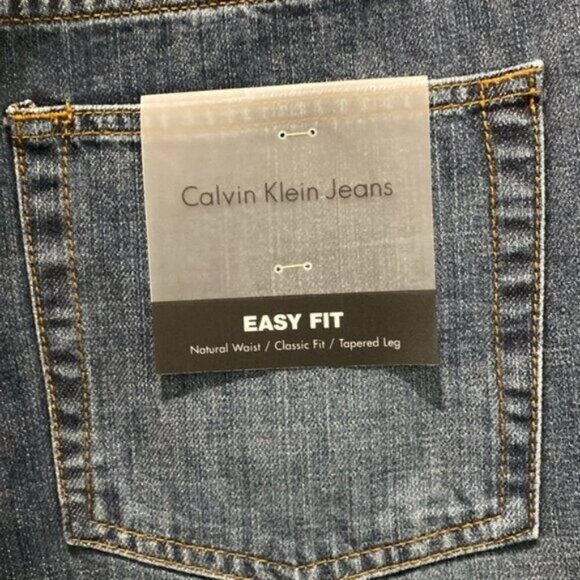 Calvin Klein Jeans
EASY FIT
Natural Waist / Classic Fit / Tapered Leg